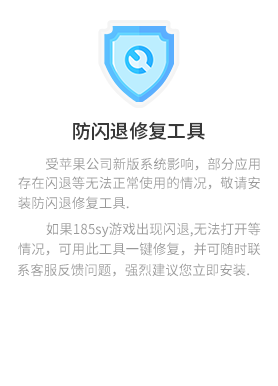 防闪退修复工具
受苹果公司新版系统影响，部分应用
存在闪退等无法正常使用的情况，敬请安
装防闪退修复工具.
如果185sy游戏出现闪退,无法打开等
情况，可用此工具一键修复，并可随时联
系客服反馈问题，强烈建议您立即安装.